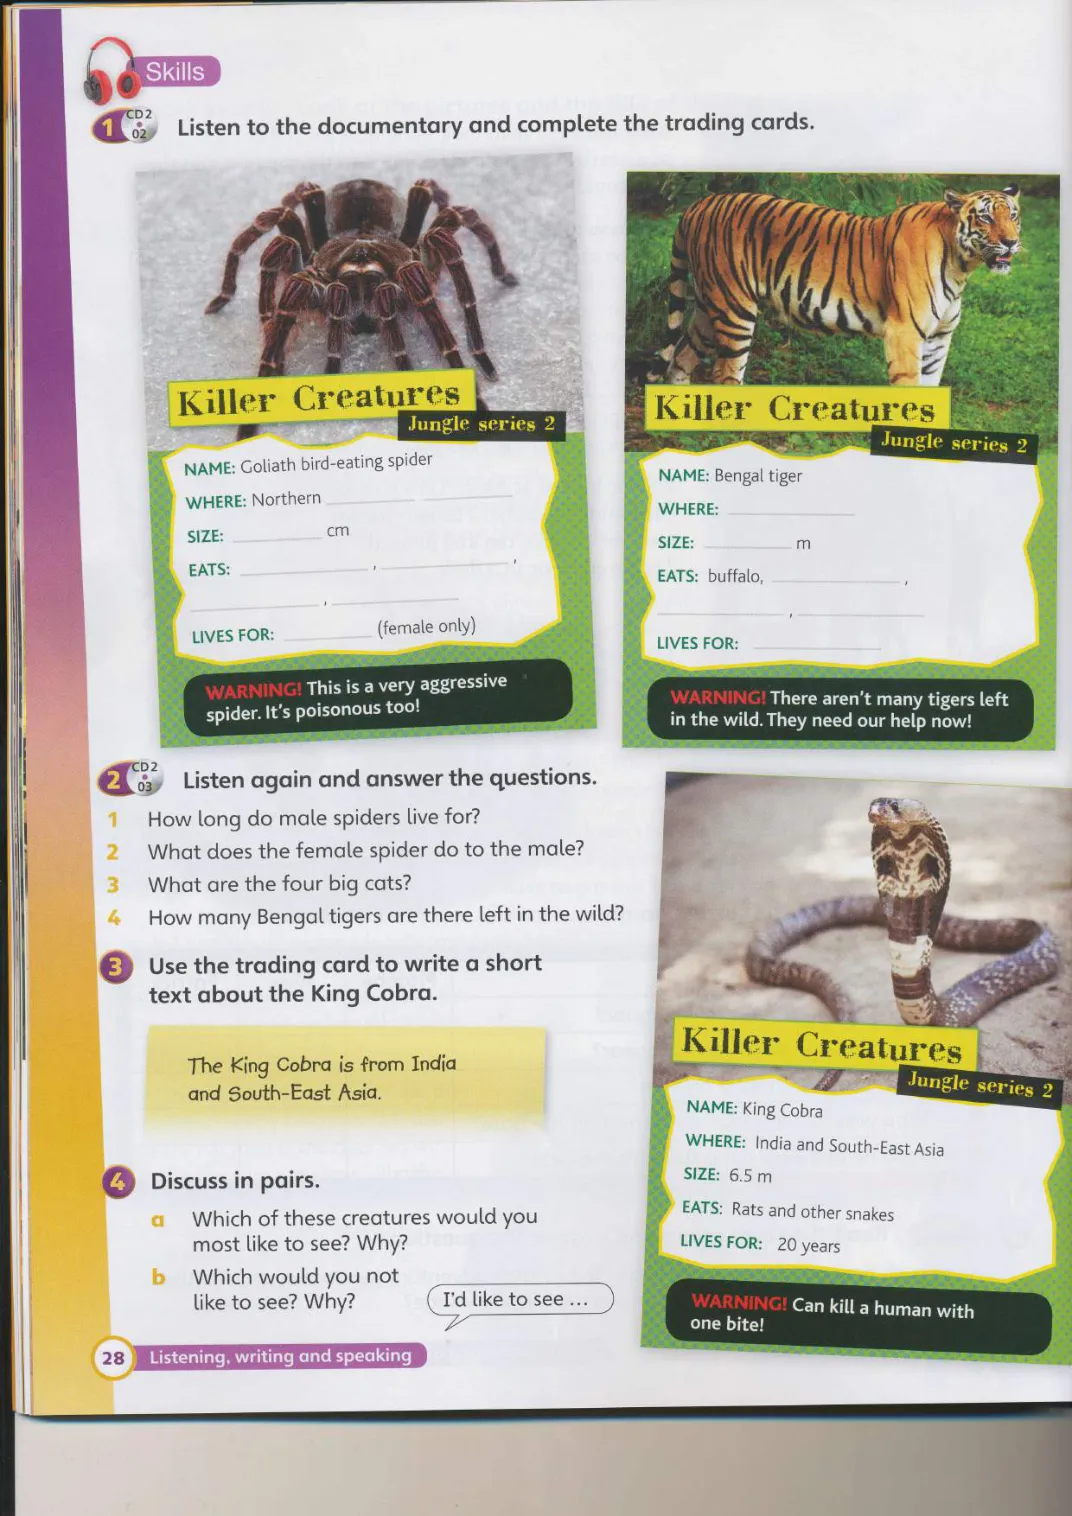 Skills
1 CD2 02 Listen to the documentary and complete the trading cards.
Killer Creatures
Jungle series 2
NAME: Goliath bird-eating spider
WHERE: Northern
SIZE: cm
EATS: , ,
,
LIVES FOR: (female only)
WARNING! This is a very aggressive
spider. It's poisonous too!
Killer Creatures
Jungle series 2
NAME: Bengal tiger
WHERE:
SIZE: m
EATS: buffalo, ,
,
LIVES FOR:
WARNING! There aren't many tigers left
in the wild. They need our help now!
2 CD2 03 Listen again and answer the questions.
1 How long do male spiders live for?
2 What does the female spider do to the male?
3 What are the four big cats?
4 How many Bengal tigers are there left in the wild?
3 Use the trading card to write a short
text about the King Cobra.
The King Cobra is from India
and South-East Asia.
Killer Creatures
Jungle series 2
NAME: King Cobra
WHERE: India and South-East Asia
SIZE: 6.5 m
EATS: Rats and other snakes
LIVES FOR: 20 years
WARNING! Can kill a human with
one bite!
4 Discuss in pairs.
a Which of these creatures would you
most like to see? Why?
b Which would you not
like to see? Why?
I'd like to see ...
28 Listening, writing and speaking